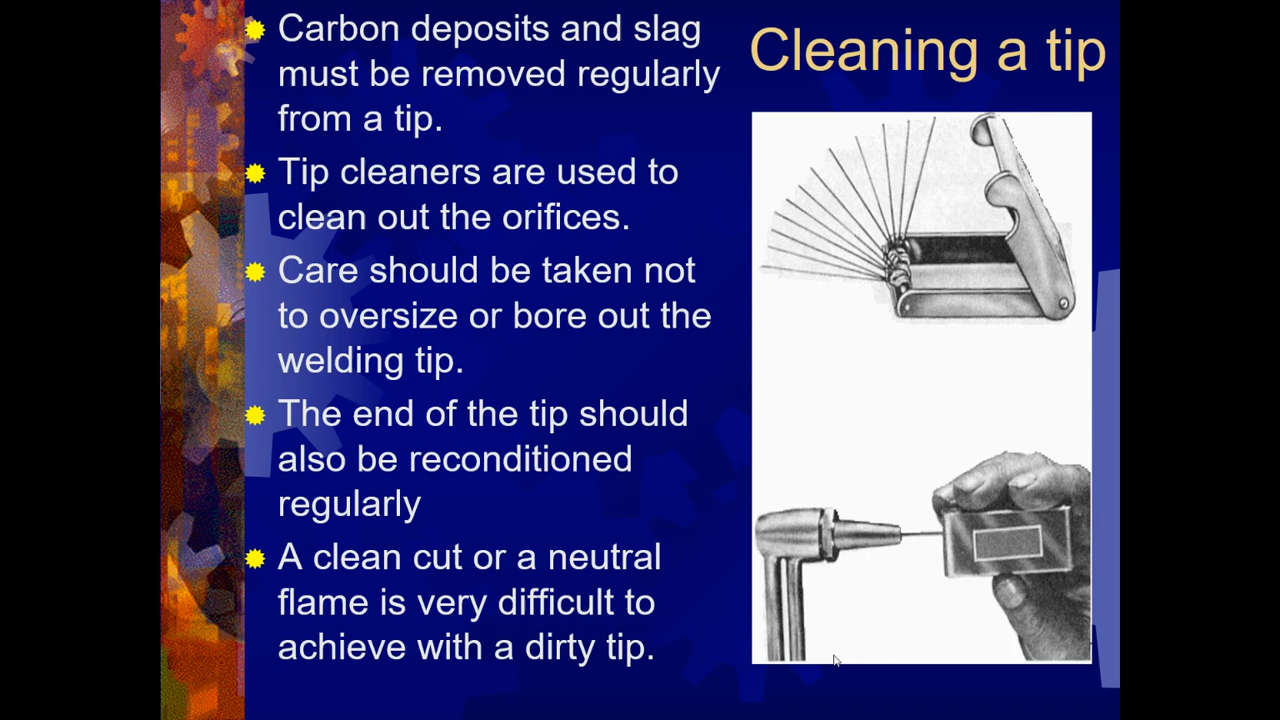 Cleaning a tip
Carbon deposits and slag
must be removed regularly
from a tip.
Tip cleaners are used to
clean out the orifices.
Care should be taken not
to oversize or bore out the
welding tip.
The end of the tip should
also be reconditioned
regularly
A clean cut or a neutral
flame is very difficult to
achieve with a dirty tip.